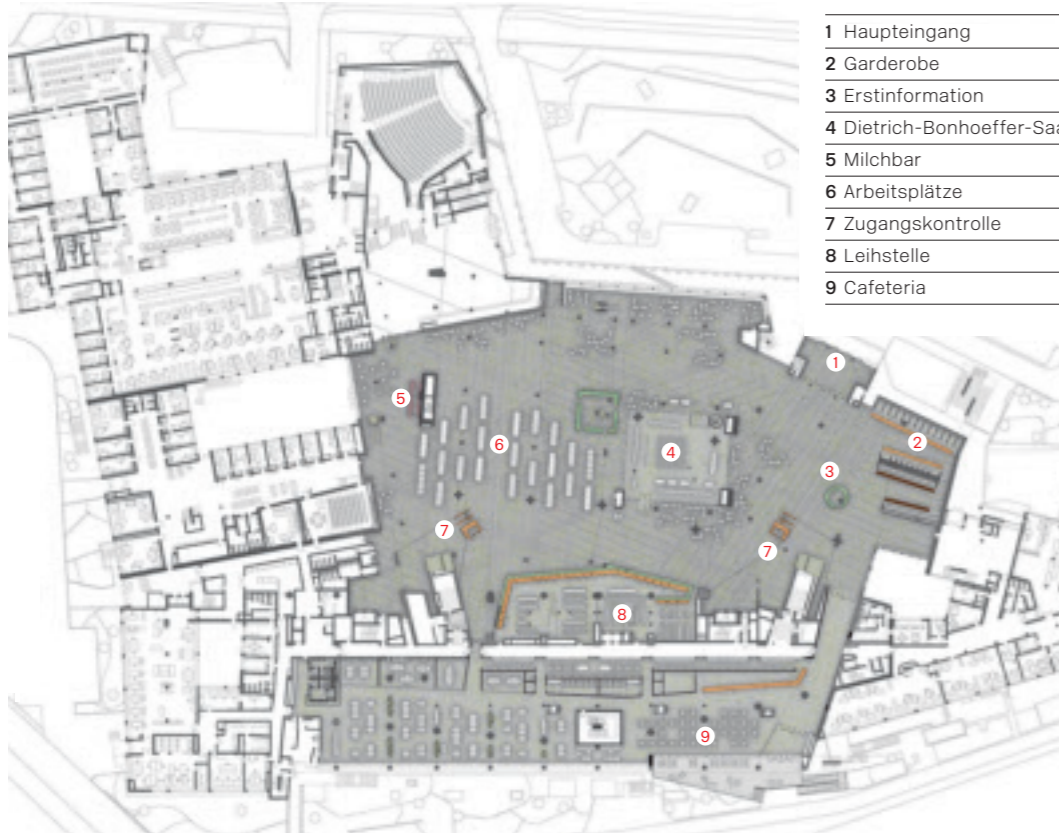 1 Haupteingang
2 Garderobe
3 Erstinformation
4 Dietrich-Bonhoeffer-Saa
5 Milchbar
6 Arbeitsplätze
7 Zugangskontrolle
8 Leihstelle
9 Cafeteria
1
2
3
4
5
6
7
7
8
9